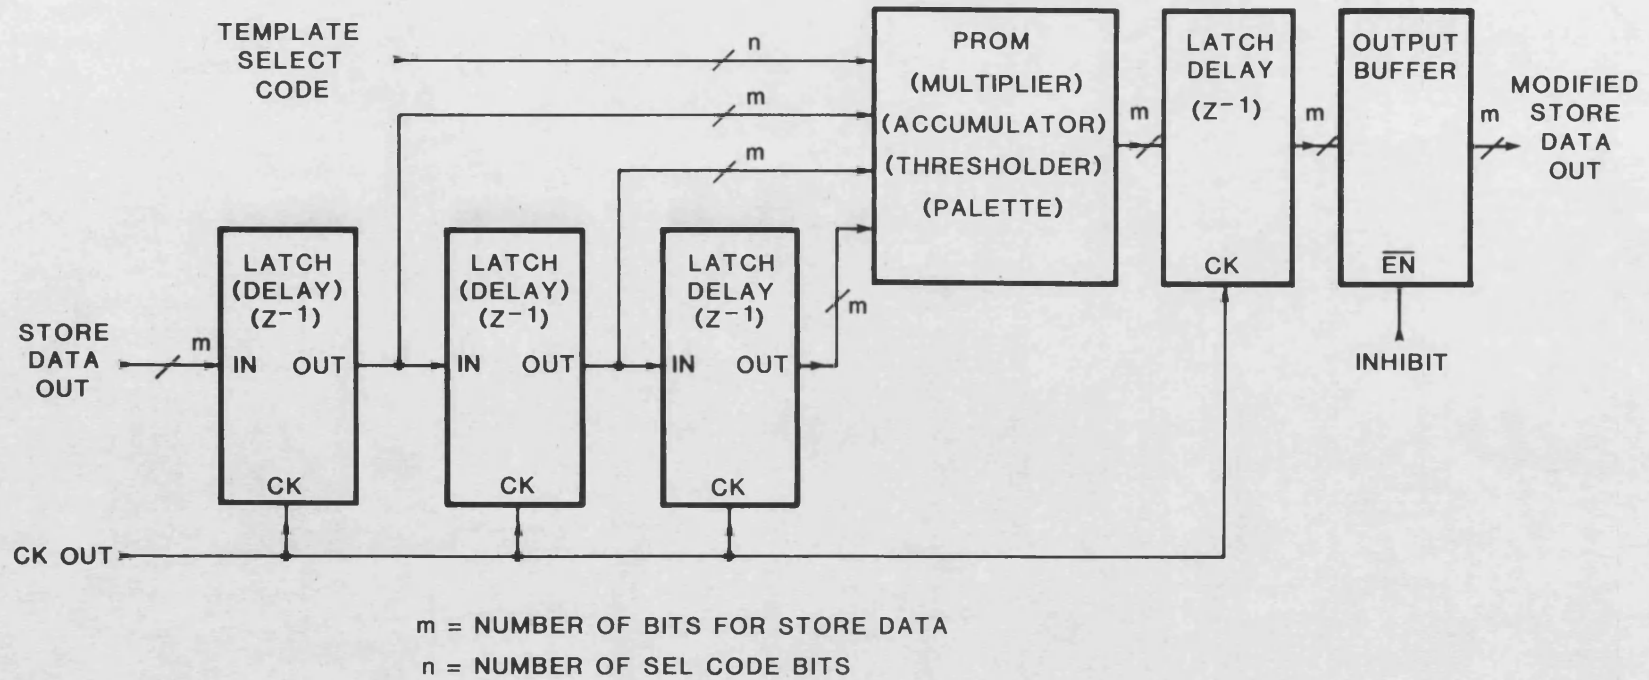 TEMPLATE
SELECT
CODE
n
m
m
PROM
(MULTIPLIER)
(ACCUMULATOR)
(THRESHOLDER)
(PALETTE)
m
LATCH
DELAY
(Z⁻¹)
CK
m
OUTPUT
BUFFER
EN
INHIBIT
m
MODIFIED
STORE
DATA
OUT
STORE
DATA
OUT
m
LATCH
(DELAY)
(Z⁻¹)
IN OUT
CK
LATCH
(DELAY)
(Z⁻¹)
IN OUT
CK
LATCH
DELAY
(Z⁻¹)
IN OUT
CK
m
CK OUT
m = NUMBER OF BITS FOR STORE DATA
n = NUMBER OF SEL CODE BITS